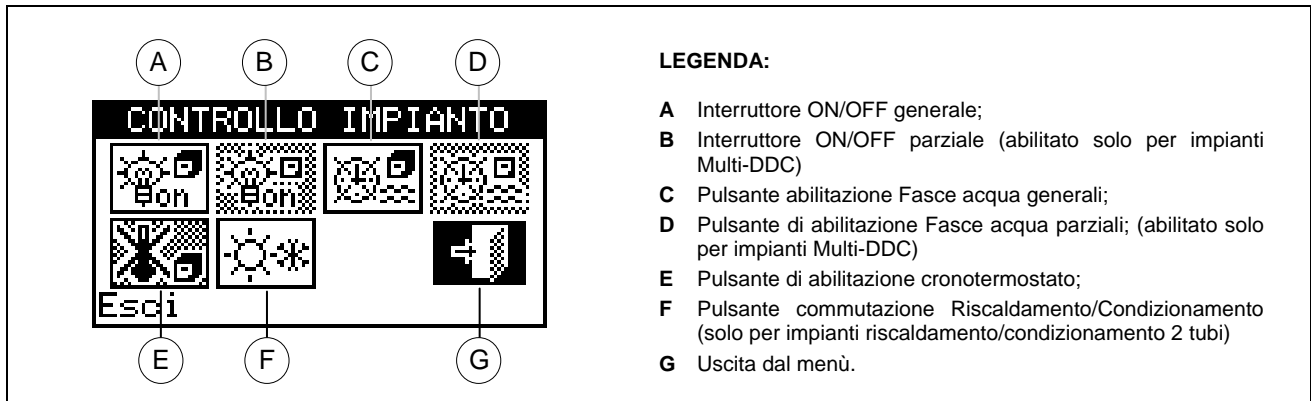 A B C D
CONTROLLO IMPIANTO
on on
Esci
E F G
LEGENDA:
A Interruttore ON/OFF generale;
B Interruttore ON/OFF parziale (abilitato solo per impianti
Multi-DDC)
C Pulsante abilitazione Fasce acqua generali;
D Pulsante di abilitazione Fasce acqua parziali; (abilitato solo
per impianti Multi-DDC)
E Pulsante di abilitazione cronotermostato;
F Pulsante commutazione Riscaldamento/Condizionamento
(solo per impianti riscaldamento/condizionamento 2 tubi)
G Uscita dal menù.